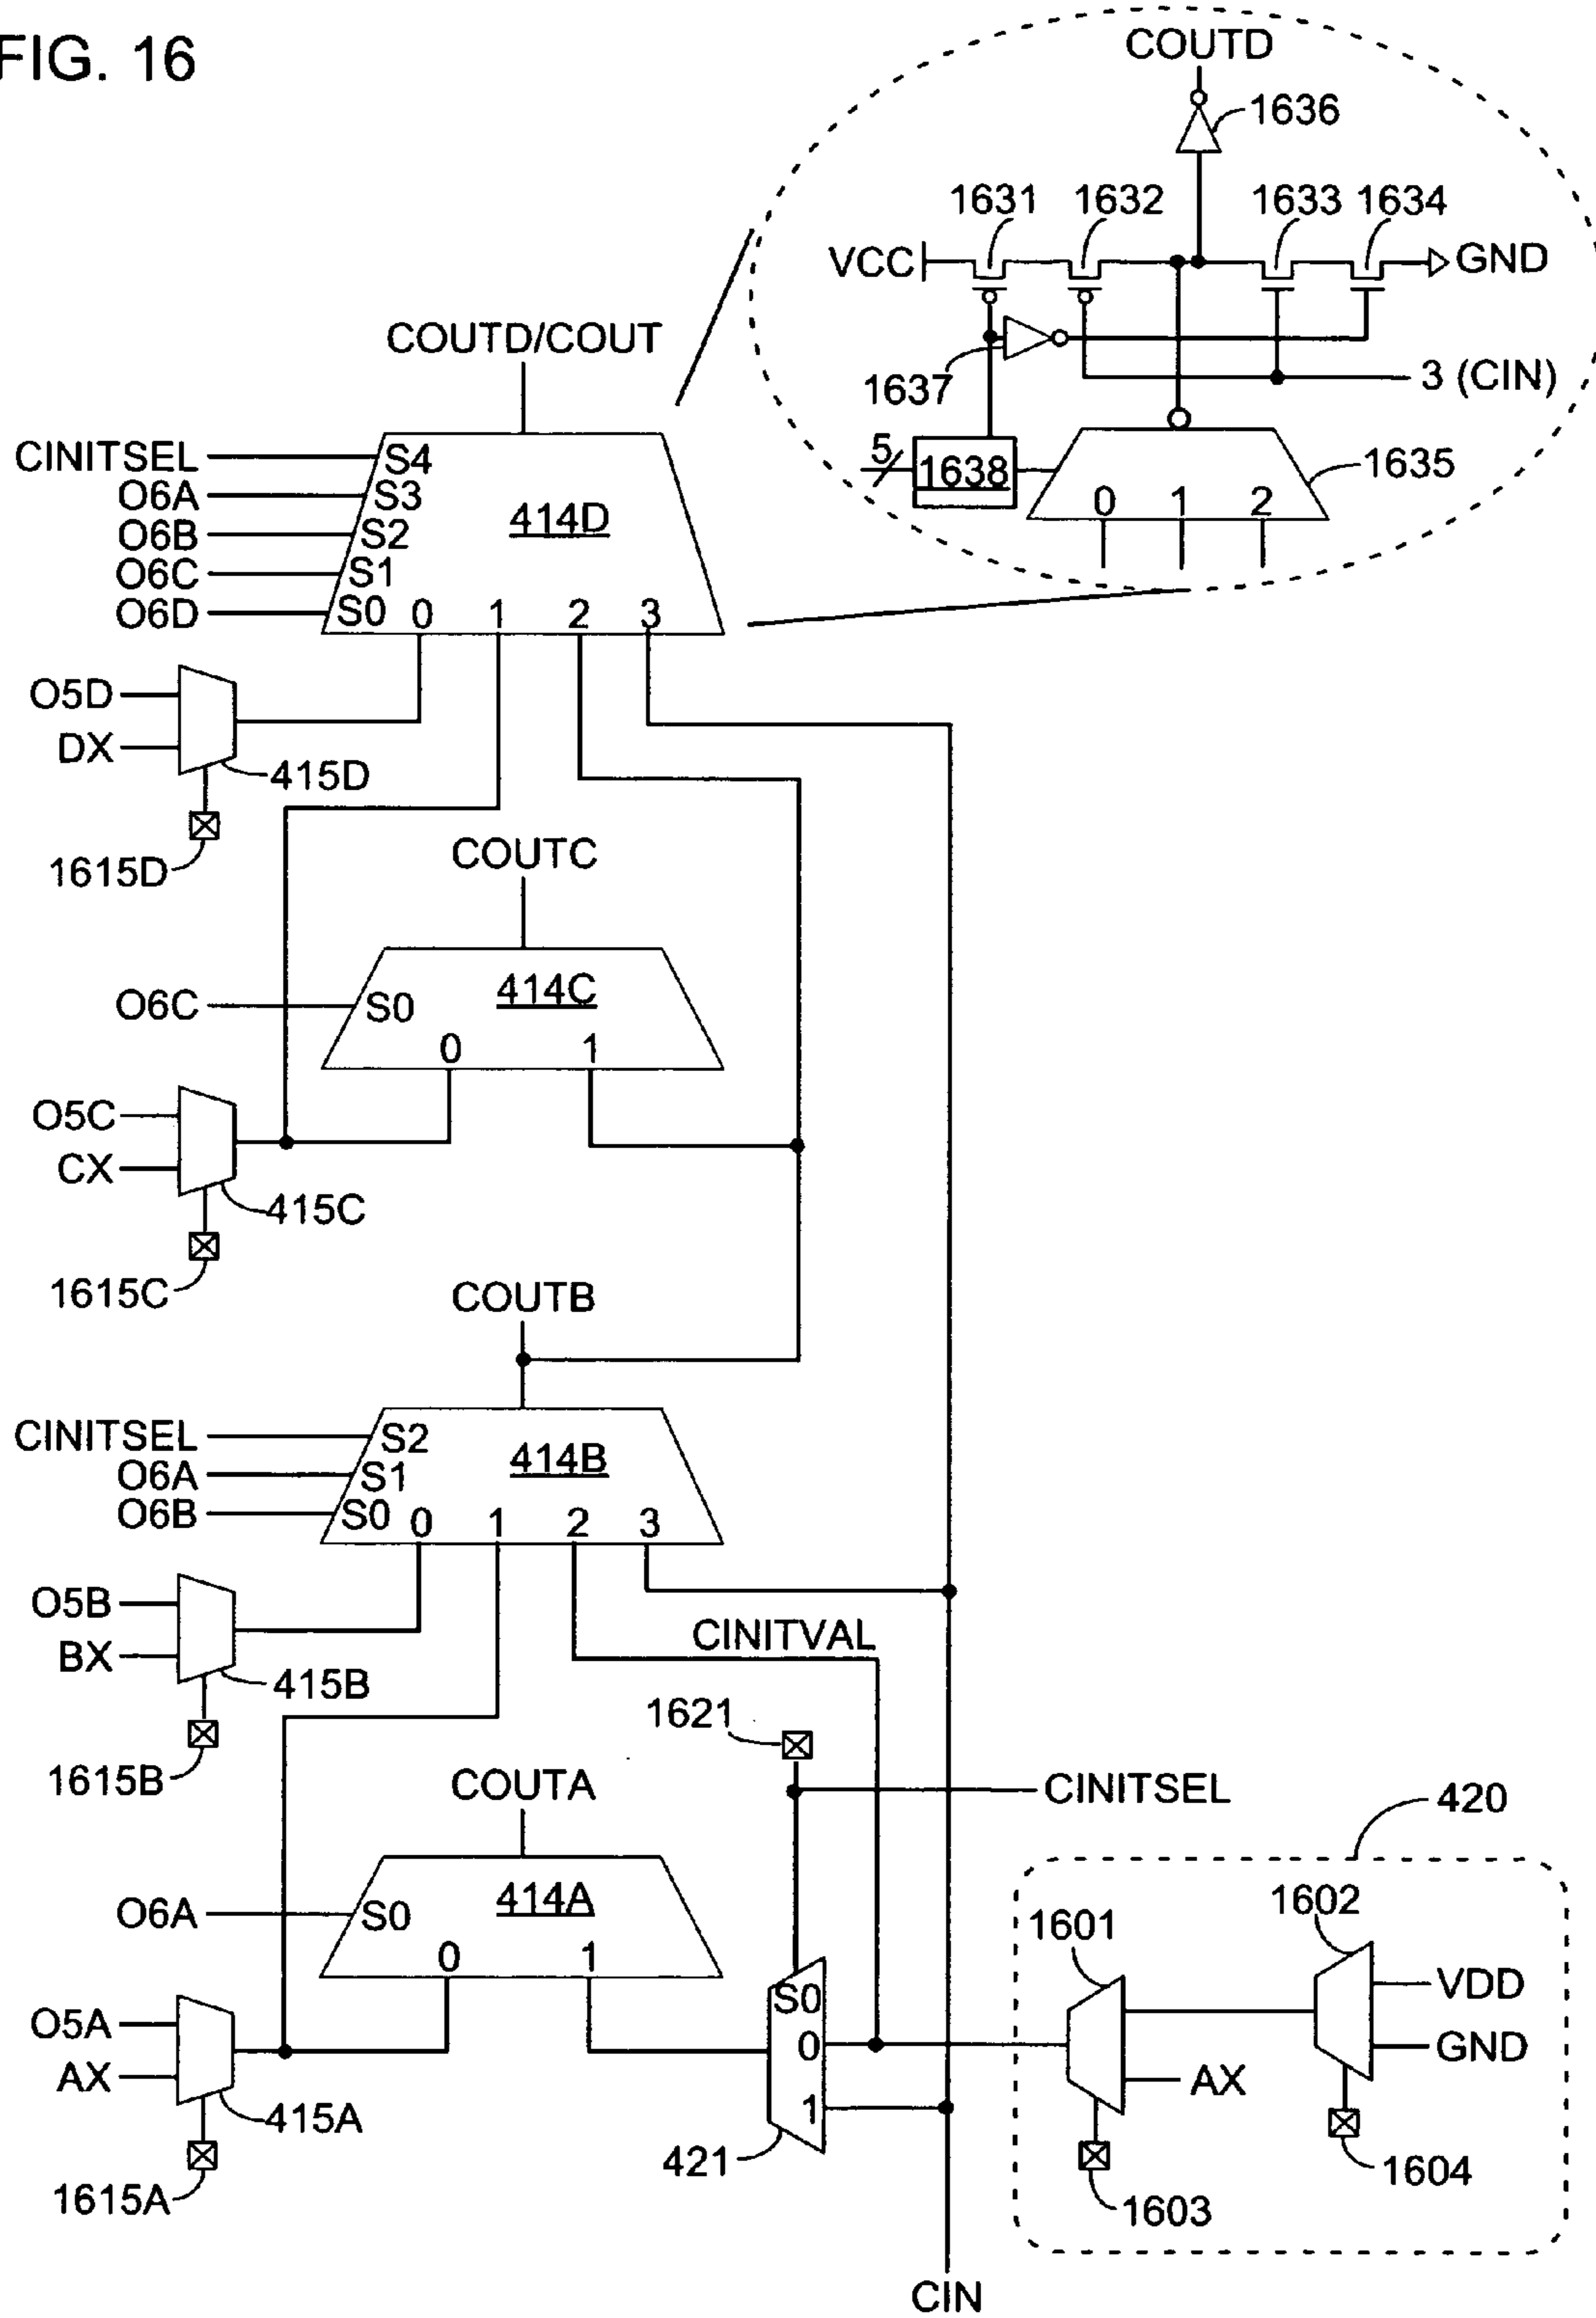 FIG. 16
COUTD
1636
1631 1632 1633 1634
VCC GND
1637
3 (CIN)
5
1638
1635
0 1 2
COUTD/COUT
CINITSEL S4
O6A S3
O6B S2
O6C S1
O6D S0
414D
0 1 2 3
O5D
DX
415D
1615D
COUTC
414C
O6C S0
0 1
O5C
CX
415C
1615C
COUTB
CINITSEL S2
O6A S1
O6B S0
414B
0 1 2 3
O5B
BX
415B
1615B
CINITVAL
1621
CINITSEL
COUTA
414A
O6A S0
0 1
O5A
AX
415A
1615A
S0
0
1
421
420
1601
1602
VDD
GND
AX
1603
1604
CIN